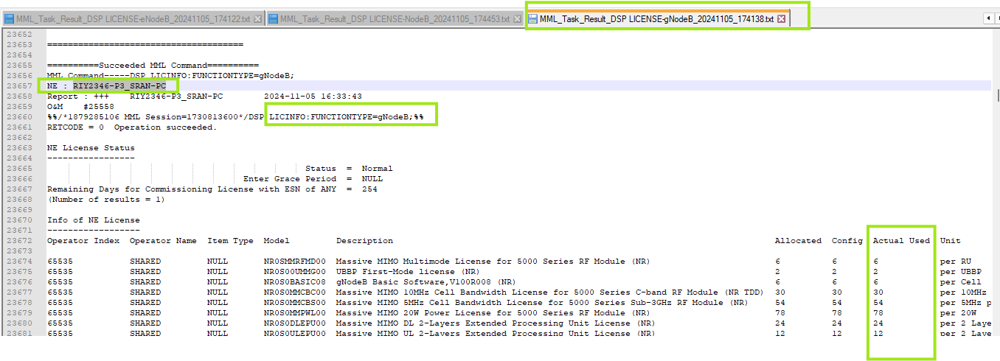 MML_Task_Result_DSP LICENSE-eNodeB_20241105_174122.txt MML_Task_Result_DSP LICENSE-NodeB_20241105_174453.txt MML_Task_Result_DSP LICENSE-gNodeB_20241105_174138.txt
23652
23653 ======================================
23654
23655 ==========Succeeded MML Command==========
23656 MML Command-----DSP LICINFO:FUNCTIONTYPE=gNodeB;
23657 NE : RIY2346-P3_SRAN-PC
23658 Report : +++ RIY2346-P3_SRAN-PC 2024-11-05 16:33:43
23659 O&M #25558
23660 %%/*1879285106 MML Session=1730813600*/DSP LICINFO:FUNCTIONTYPE=gNodeB;%%
23661 RETCODE = 0 Operation succeeded.
23662
23663 NE License Status
23664 -----------------
23665 Status = Normal
23666 Enter Grace Period = NULL
23667 Remaining Days for Commissioning License with ESN of ANY = 254
23668 (Number of results = 1)
23669
23670 Info of NE License
23671 ------------------
23672 Operator Index Operator Name Item Type Model Description Allocated Config Actual Used Unit
23673
23674 65535 SHARED NULL NR0SMMRFMD00 Massive MIMO Multimode License for 5000 Series RF Module (NR) 6 6 6 per RU
23675 65535 SHARED NULL NR0S00UMMG00 UBBP First-Mode license (NR) 2 2 2 per UBBP
23676 65535 SHARED NULL NR0S0BASIC08 gNodeB Basic Software,V100R008 (NR) 6 6 6 per Cell
23677 65535 SHARED NULL NR0S0MMCBC00 Massive MIMO 10MHz Cell Bandwidth License for 5000 Series C-band RF Module (NR TDD) 30 30 30 per 10MHz
23678 65535 SHARED NULL NR0S0MMCBS00 Massive MIMO 5MHz Cell Bandwidth License for 5000 Series Sub-3GHz RF Module (NR) 54 54 54 per 5MHz p
23679 65535 SHARED NULL NR0S0MMPWL00 Massive MIMO 20W Power License for 5000 Series RF Module (NR) 78 78 78 per 20W
23680 65535 SHARED NULL NR0S0DLEPU00 Massive MIMO DL 2-Layers Extended Processing Unit License (NR) 24 24 24 per 2 Laye
23681 65535 SHARED NULL NR0S0ULEPU00 Massive MIMO UL 2-Layers Extended Processing Unit License (NR) 12 12 12 per 2 Laye